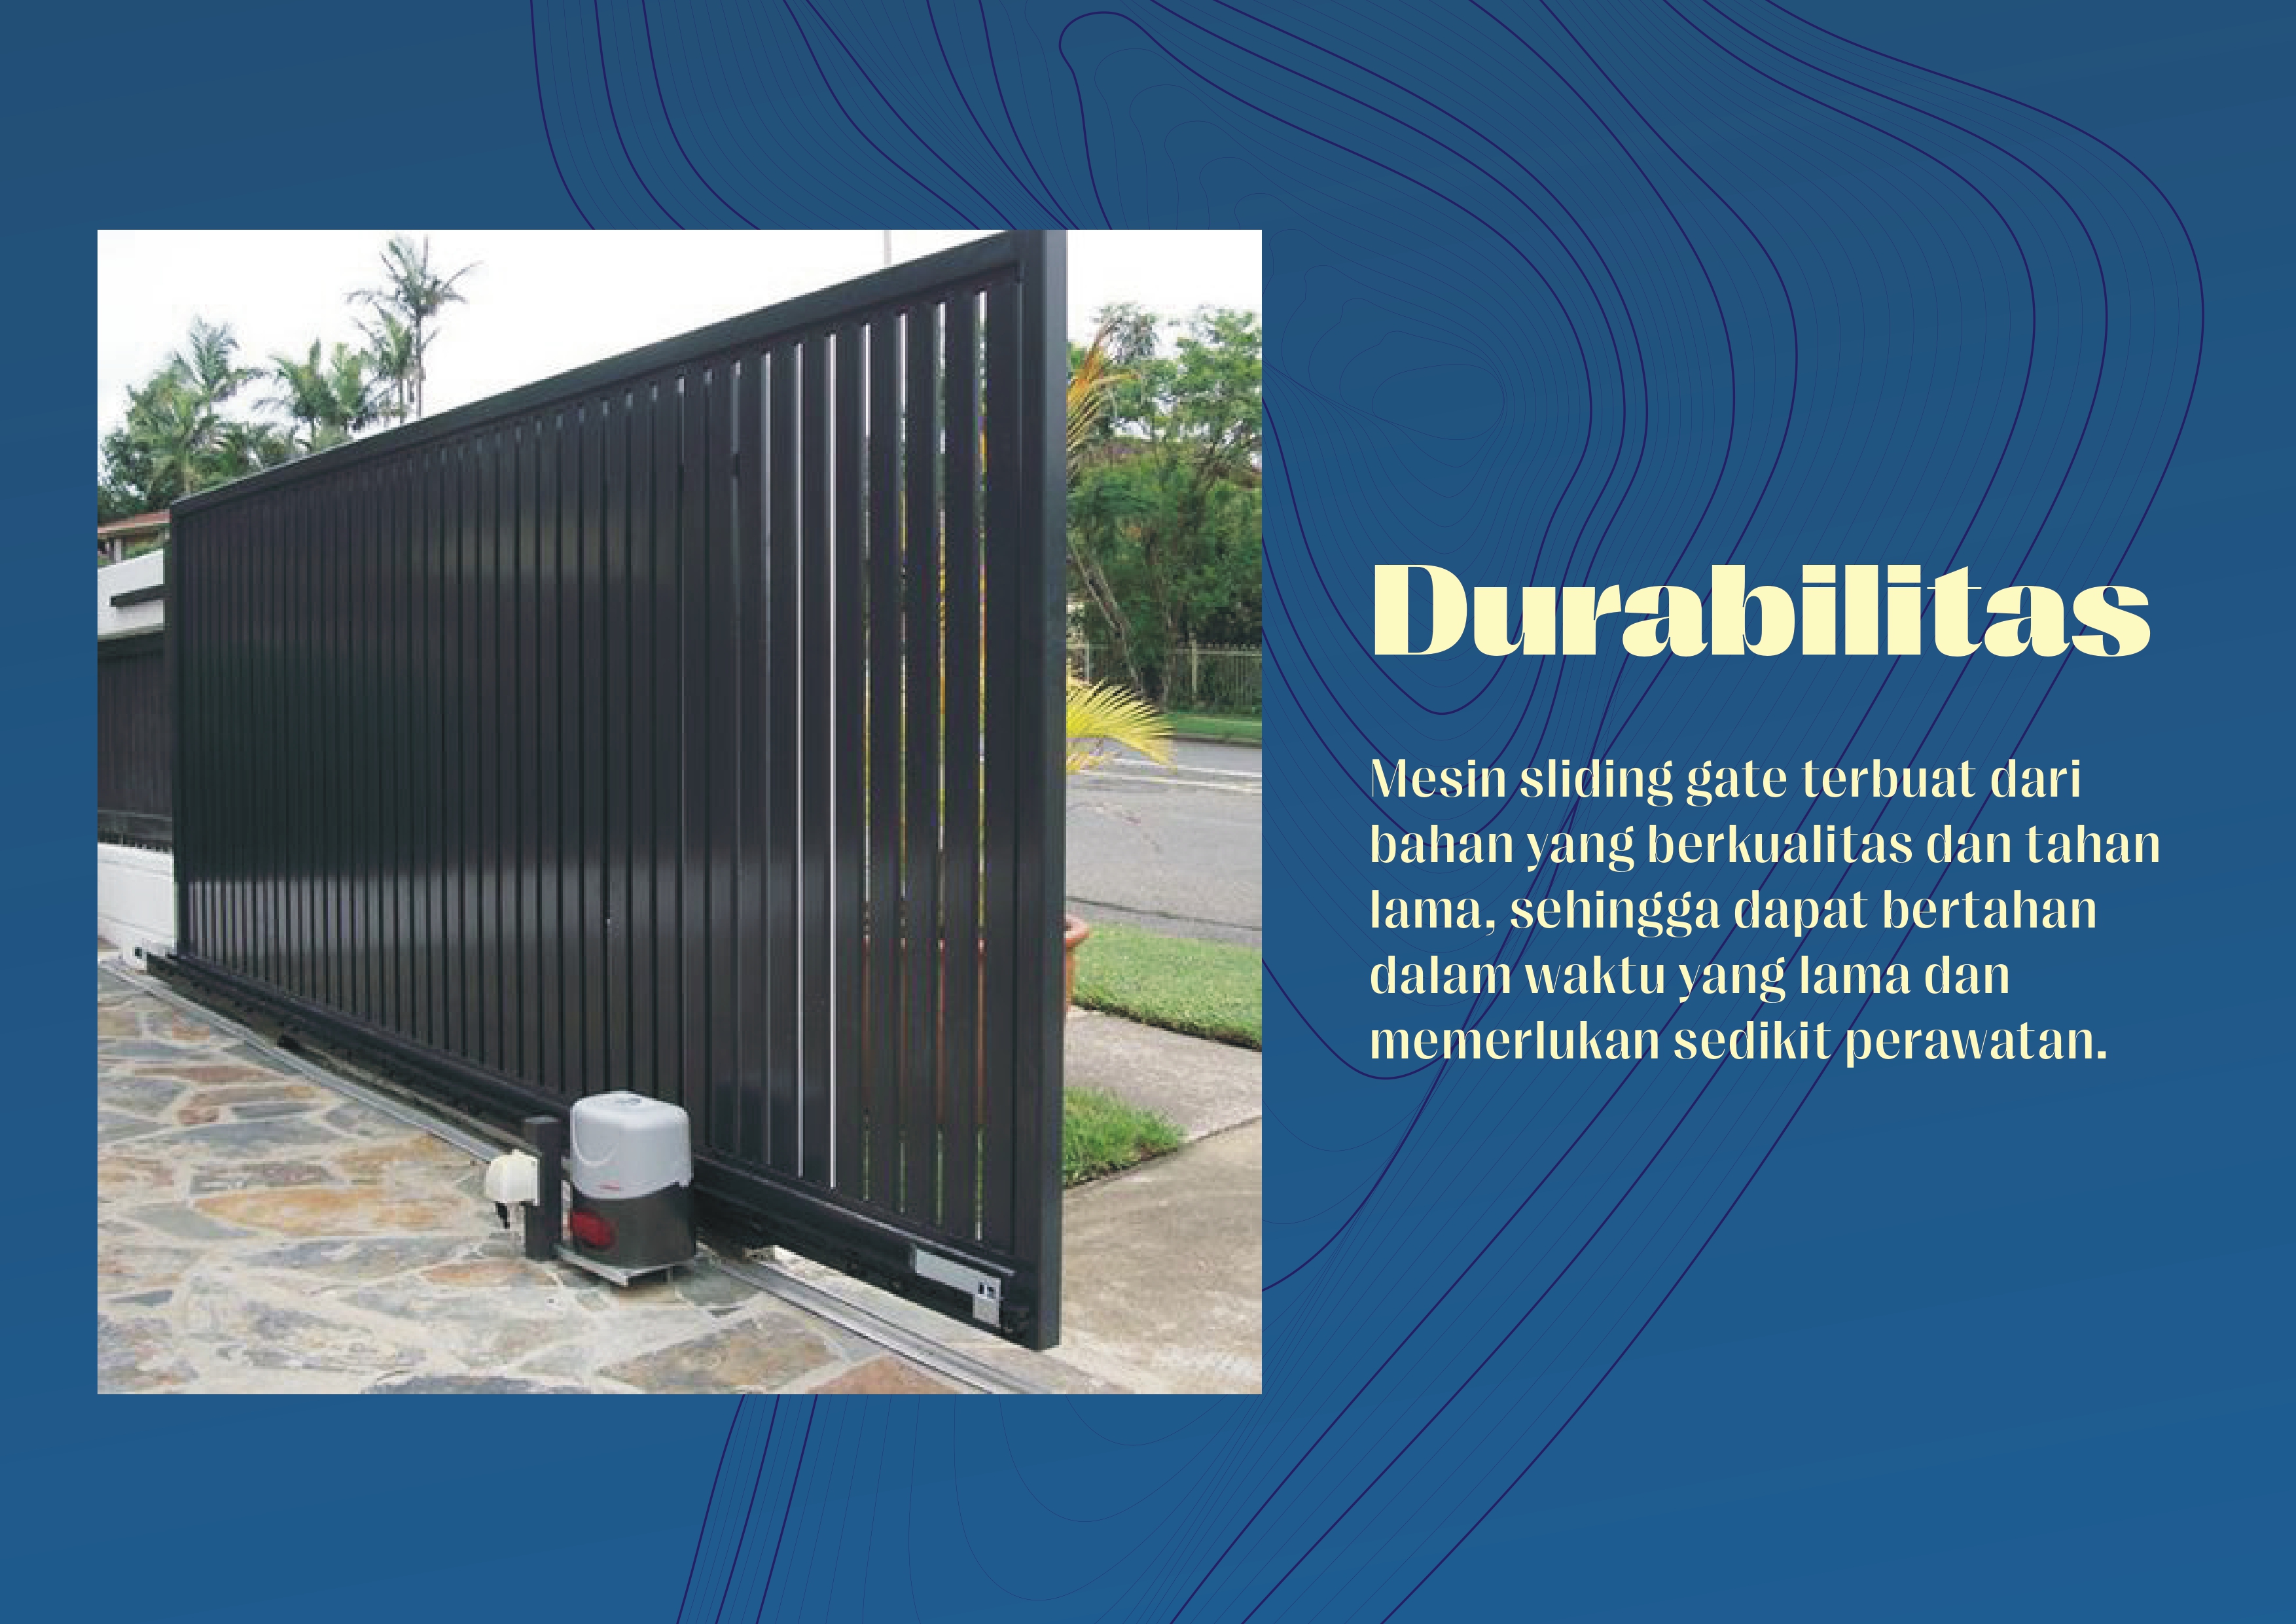 Durabilitas
Mesin sliding gate terbuat dari
bahan yang berkualitas dan tahan
lama, sehingga dapat bertahan
dalam waktu yang lama dan
memerlukan sedikit perawatan.